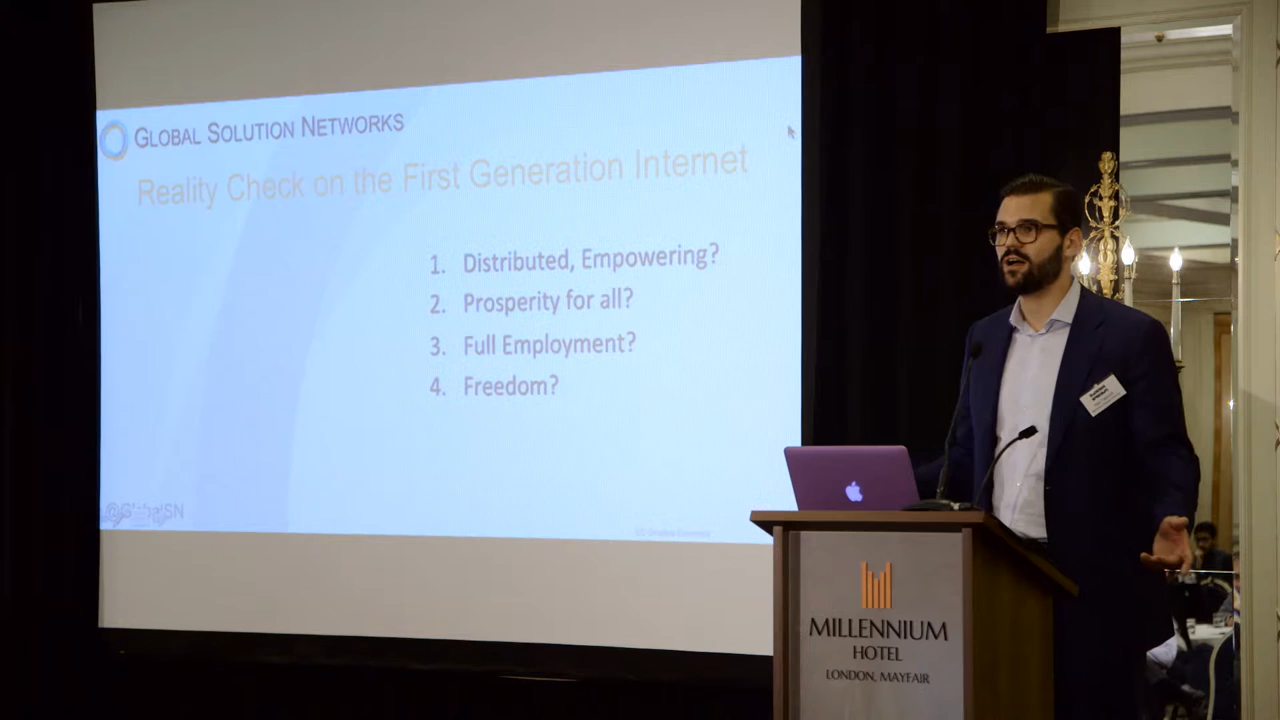 GLOBAL SOLUTION NETWORKS
Reality Check on the First Generation Internet
1. Distributed, Empowering?
2. Prosperity for all?
3. Full Employment?
4. Freedom?
@GlobalSN
MILLENNIUM
HOTEL
LONDON, MAYFAIR